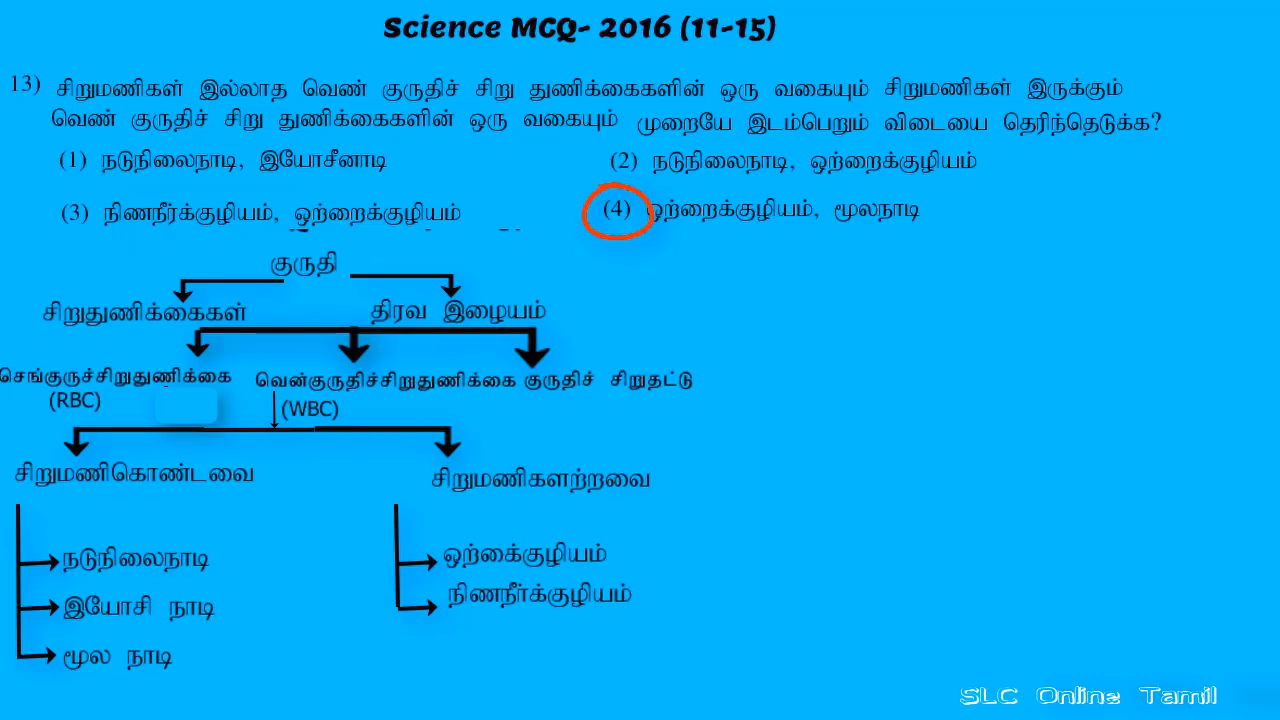 Science MCQ- 2016 (11-15)
13) சிறுமணிகள் இல்லாத வெண் குருதிச் சிறு துணிக்கைகளின் ஒரு வகையும் சிறுமணிகள் இருக்கும்
வெண் குருதிச் சிறு துணிக்கைகளின் ஒரு வகையும் முறையே இடம்பெறும் விடையை தெரிந்தெடுக்க?
(1) நடுநிலைநாடி, இயோசீனாடி
(2) நடுநிலைநாடி, ஒற்றைக்குழியம்
(3) நிணநீர்க்குழியம், ஒற்றைக்குழியம்
(4) ஒற்றைக்குழியம், மூலநாடி
குருதி
சிறுதுணிக்கைகள்
திரவ இழையம்
செங்குருச்சிறுதுணிக்கை
வென்குருதிச்சிறுதுணிக்கை
குருதிச் சிறுதட்டு
(RBC)
(WBC)
சிறுமணிகொண்டவை
சிறுமணிகளற்றவை
நடுநிலைநாடி
ஒற்கைக்குழியம்
இயோசி நாடி
நிணநீர்க்குழியம்
மூல நாடி
SLC Online Tamil